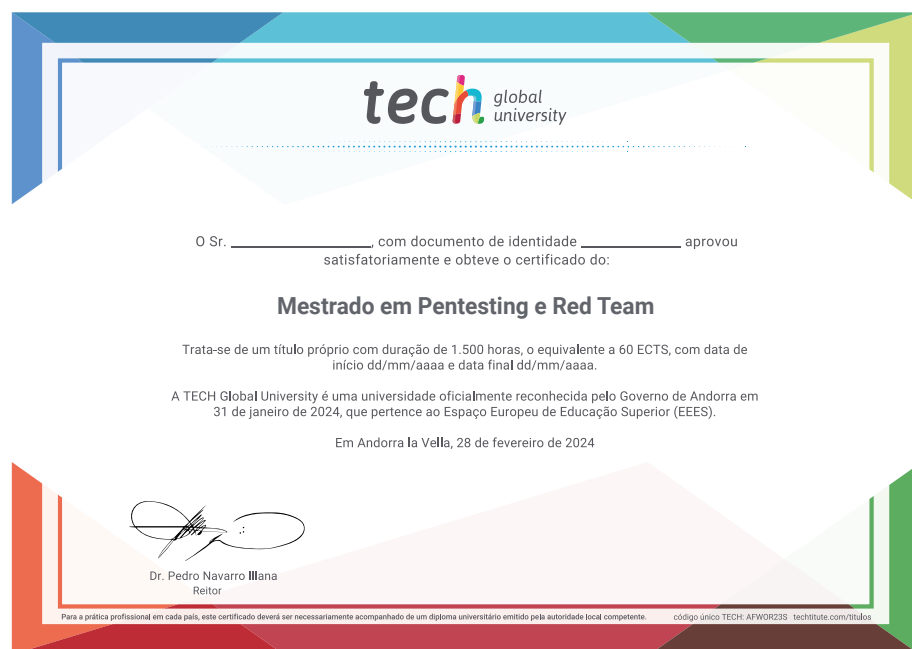 tech global university
O Sr. ____________, com documento de identidade ____________ aprovou
satisfatoriamente e obteve o certificado do:
Mestrado em Pentesting e Red Team
Trata-se de um título próprio com duração de 1.500 horas, o equivalente a 60 ECTS, com data de
início dd/mm/aaaa e data final dd/mm/aaaa.
A TECH Global University é uma universidade oficialmente reconhecida pelo Governo de Andorra em
31 de janeiro de 2024, que pertence ao Espaço Europeu de Educação Superior (EEES).
Em Andorra la Vella, 28 de fevereiro de 2024
Dr. Pedro Navarro Illana
Reitor
Para a prática profissional em cada país, este certificado deverá ser necessariamente acompanhado de um diploma universitário emitido pela autoridade local competente. código único TECH: AFWOR23S techtitute.com/titulos